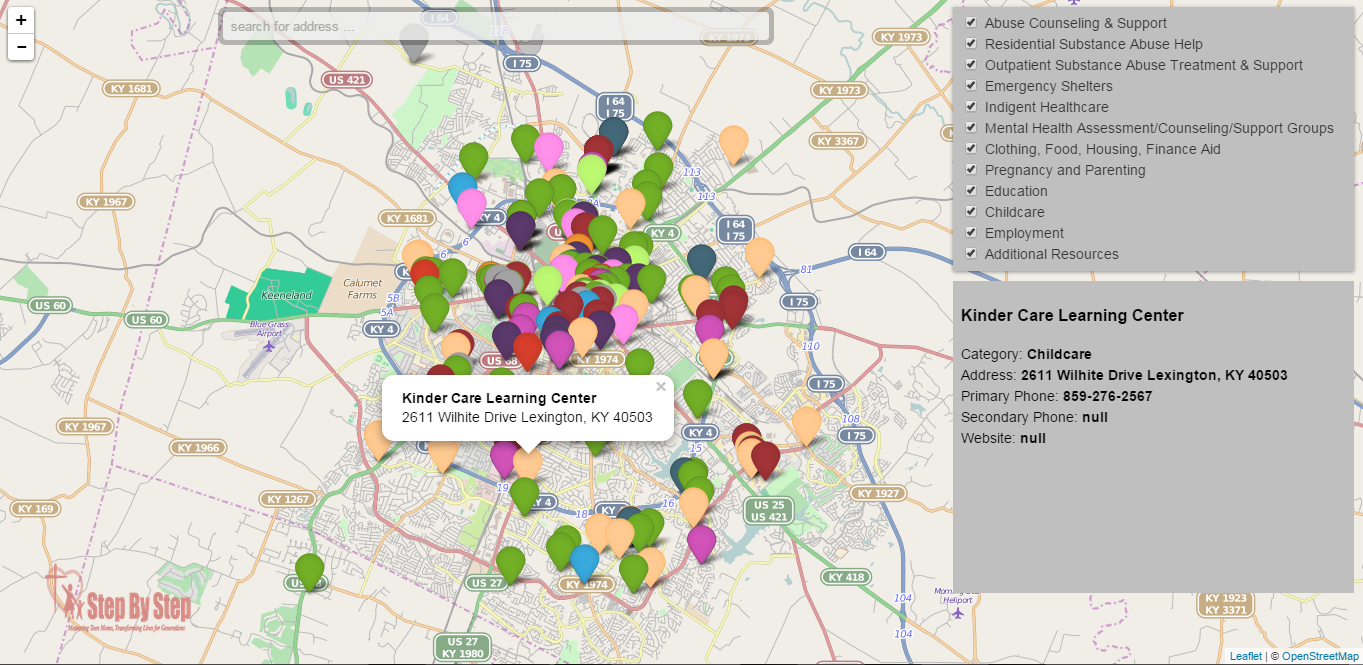 +
−
search for address ...
Abuse Counseling & Support
Residential Substance Abuse Help
Outpatient Substance Abuse Treatment & Support
Emergency Shelters
Indigent Healthcare
Mental Health Assessment/Counseling/Support Groups
Clothing, Food, Housing, Finance Aid
Pregnancy and Parenting
Education
Childcare
Employment
Additional Resources
Kinder Care Learning Center
Category: Childcare
Address: 2611 Wilhite Drive Lexington, KY 40503
Primary Phone: 859-276-2567
Secondary Phone: null
Website: null
Kinder Care Learning Center
2611 Wilhite Drive Lexington, KY 40503
×
I 64
KY 1973
KY 1973
I 75
US 421
KY 1681
KY 1973
I 64
I 75
KY 3367
113
113
KY 1967
KY 1681
KY 4
6
6
KY 4
I 64
I 75
I 64
81
Keeneland
Calumet
Farms
5B
5A
US 60
US 60
Blue Grass
Airport
KY 4
I 75
110
KY 1974
US 68
I 75
108
KY 1967
KY 1966
KY 4
I 75
15
19
KY 4
18
16
KY 1267
KY 169
KY 1927
US 25
US 421
KY 418
US 27
KY 1974
104
104
KY 1923
KY 3371
US 27
KY 1980
Step By Step
Mentoring Teen Moms, Transforming Lives for Generations
Leaflet | © OpenStreetMap